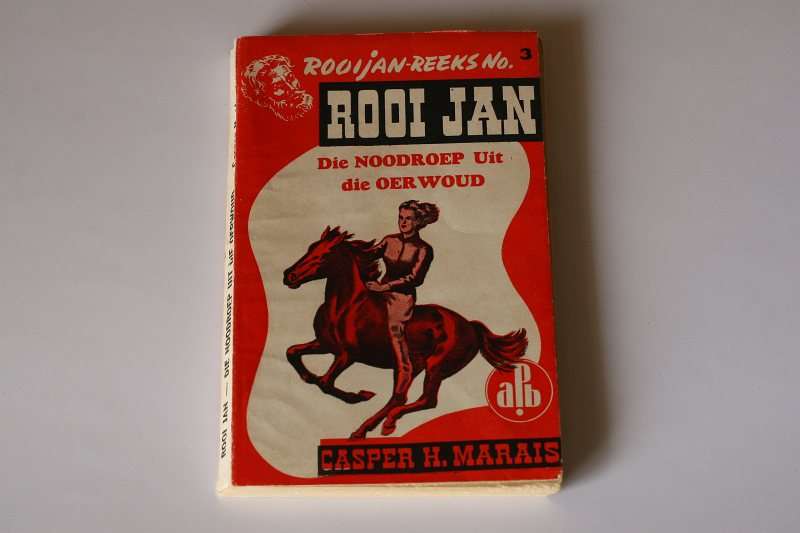 ROOIJAN-REEKS No. 3
ROOI JAN
Die NOODROEP Uit
die OERWOUD
apb
CASPER H. MARAIS
ROOI JAN — DIE NOODROEP UIT DIE OERWOUD